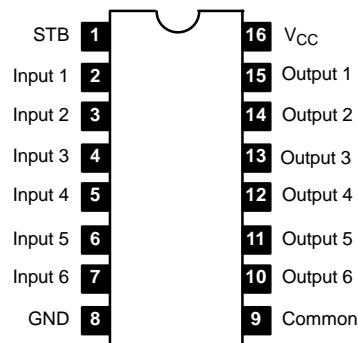 STB 1 16 VCC
Input 1 2 15 Output 1
Input 2 3 14 Output 2
Input 3 4 13 Output 3
Input 4 5 12 Output 4
Input 5 6 11 Output 5
Input 6 7 10 Output 6
GND 8 9 Common